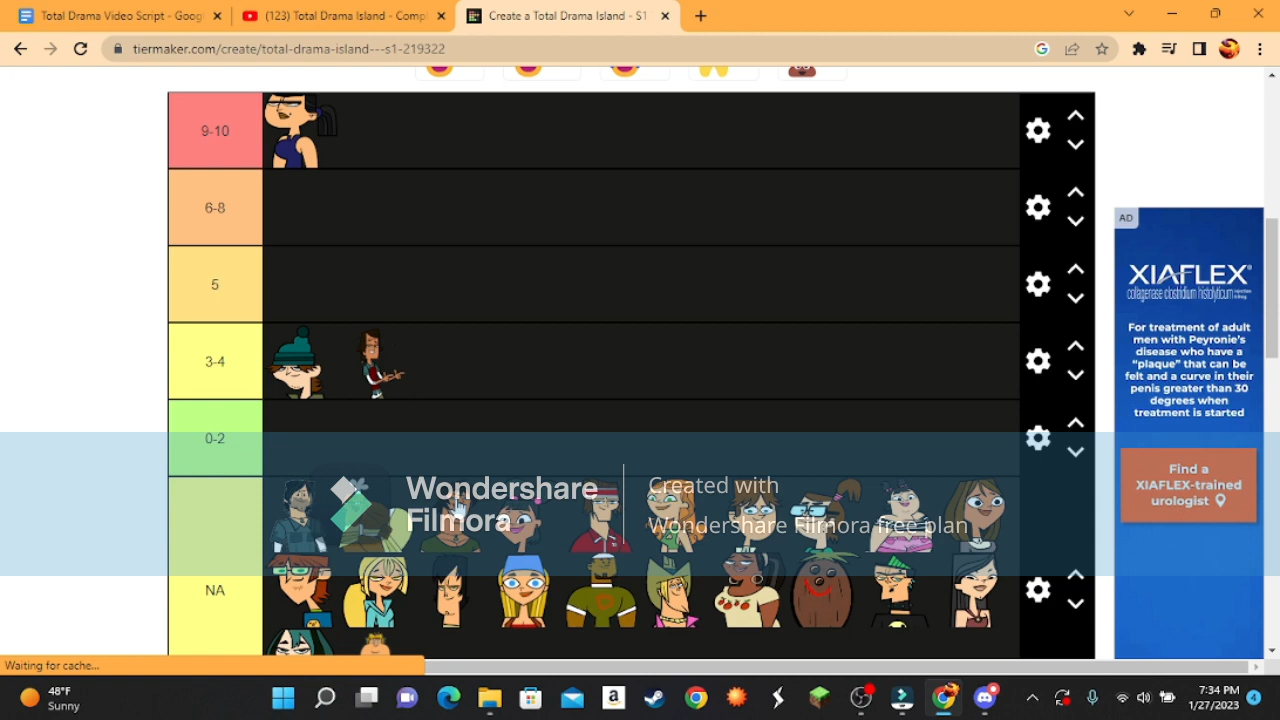 Total Drama Video Script - Goog
(123) Total Drama Island - Comp
Create a Total Drama Island - S1
tiermaker.com/create/total-drama-island---s1-219322
9-10
6-8
5
3-4
0-2
NA
AD
XIAFLEX®
collagenase clostridium histolyticum
For treatment of adult
men with Peyronie's
disease who have a
"plaque" that can be
felt and a curve in their
penis greater than 30
degrees when
treatment is started
Find a
XIAFLEX-trained
urologist
Wondershare
Filmora
Created with
Wondershare Filmora free plan
Waiting for cache...
48°F
Sunny
7:34 PM
1/27/2023
4